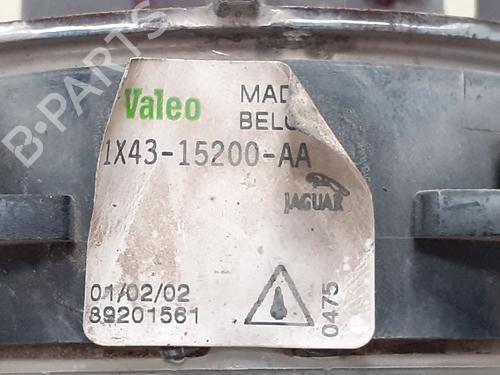 B-PARTS
Valeo MAD
BELG
1X43-15200-AA
JAGUAR
01/02/02
89201561
0475